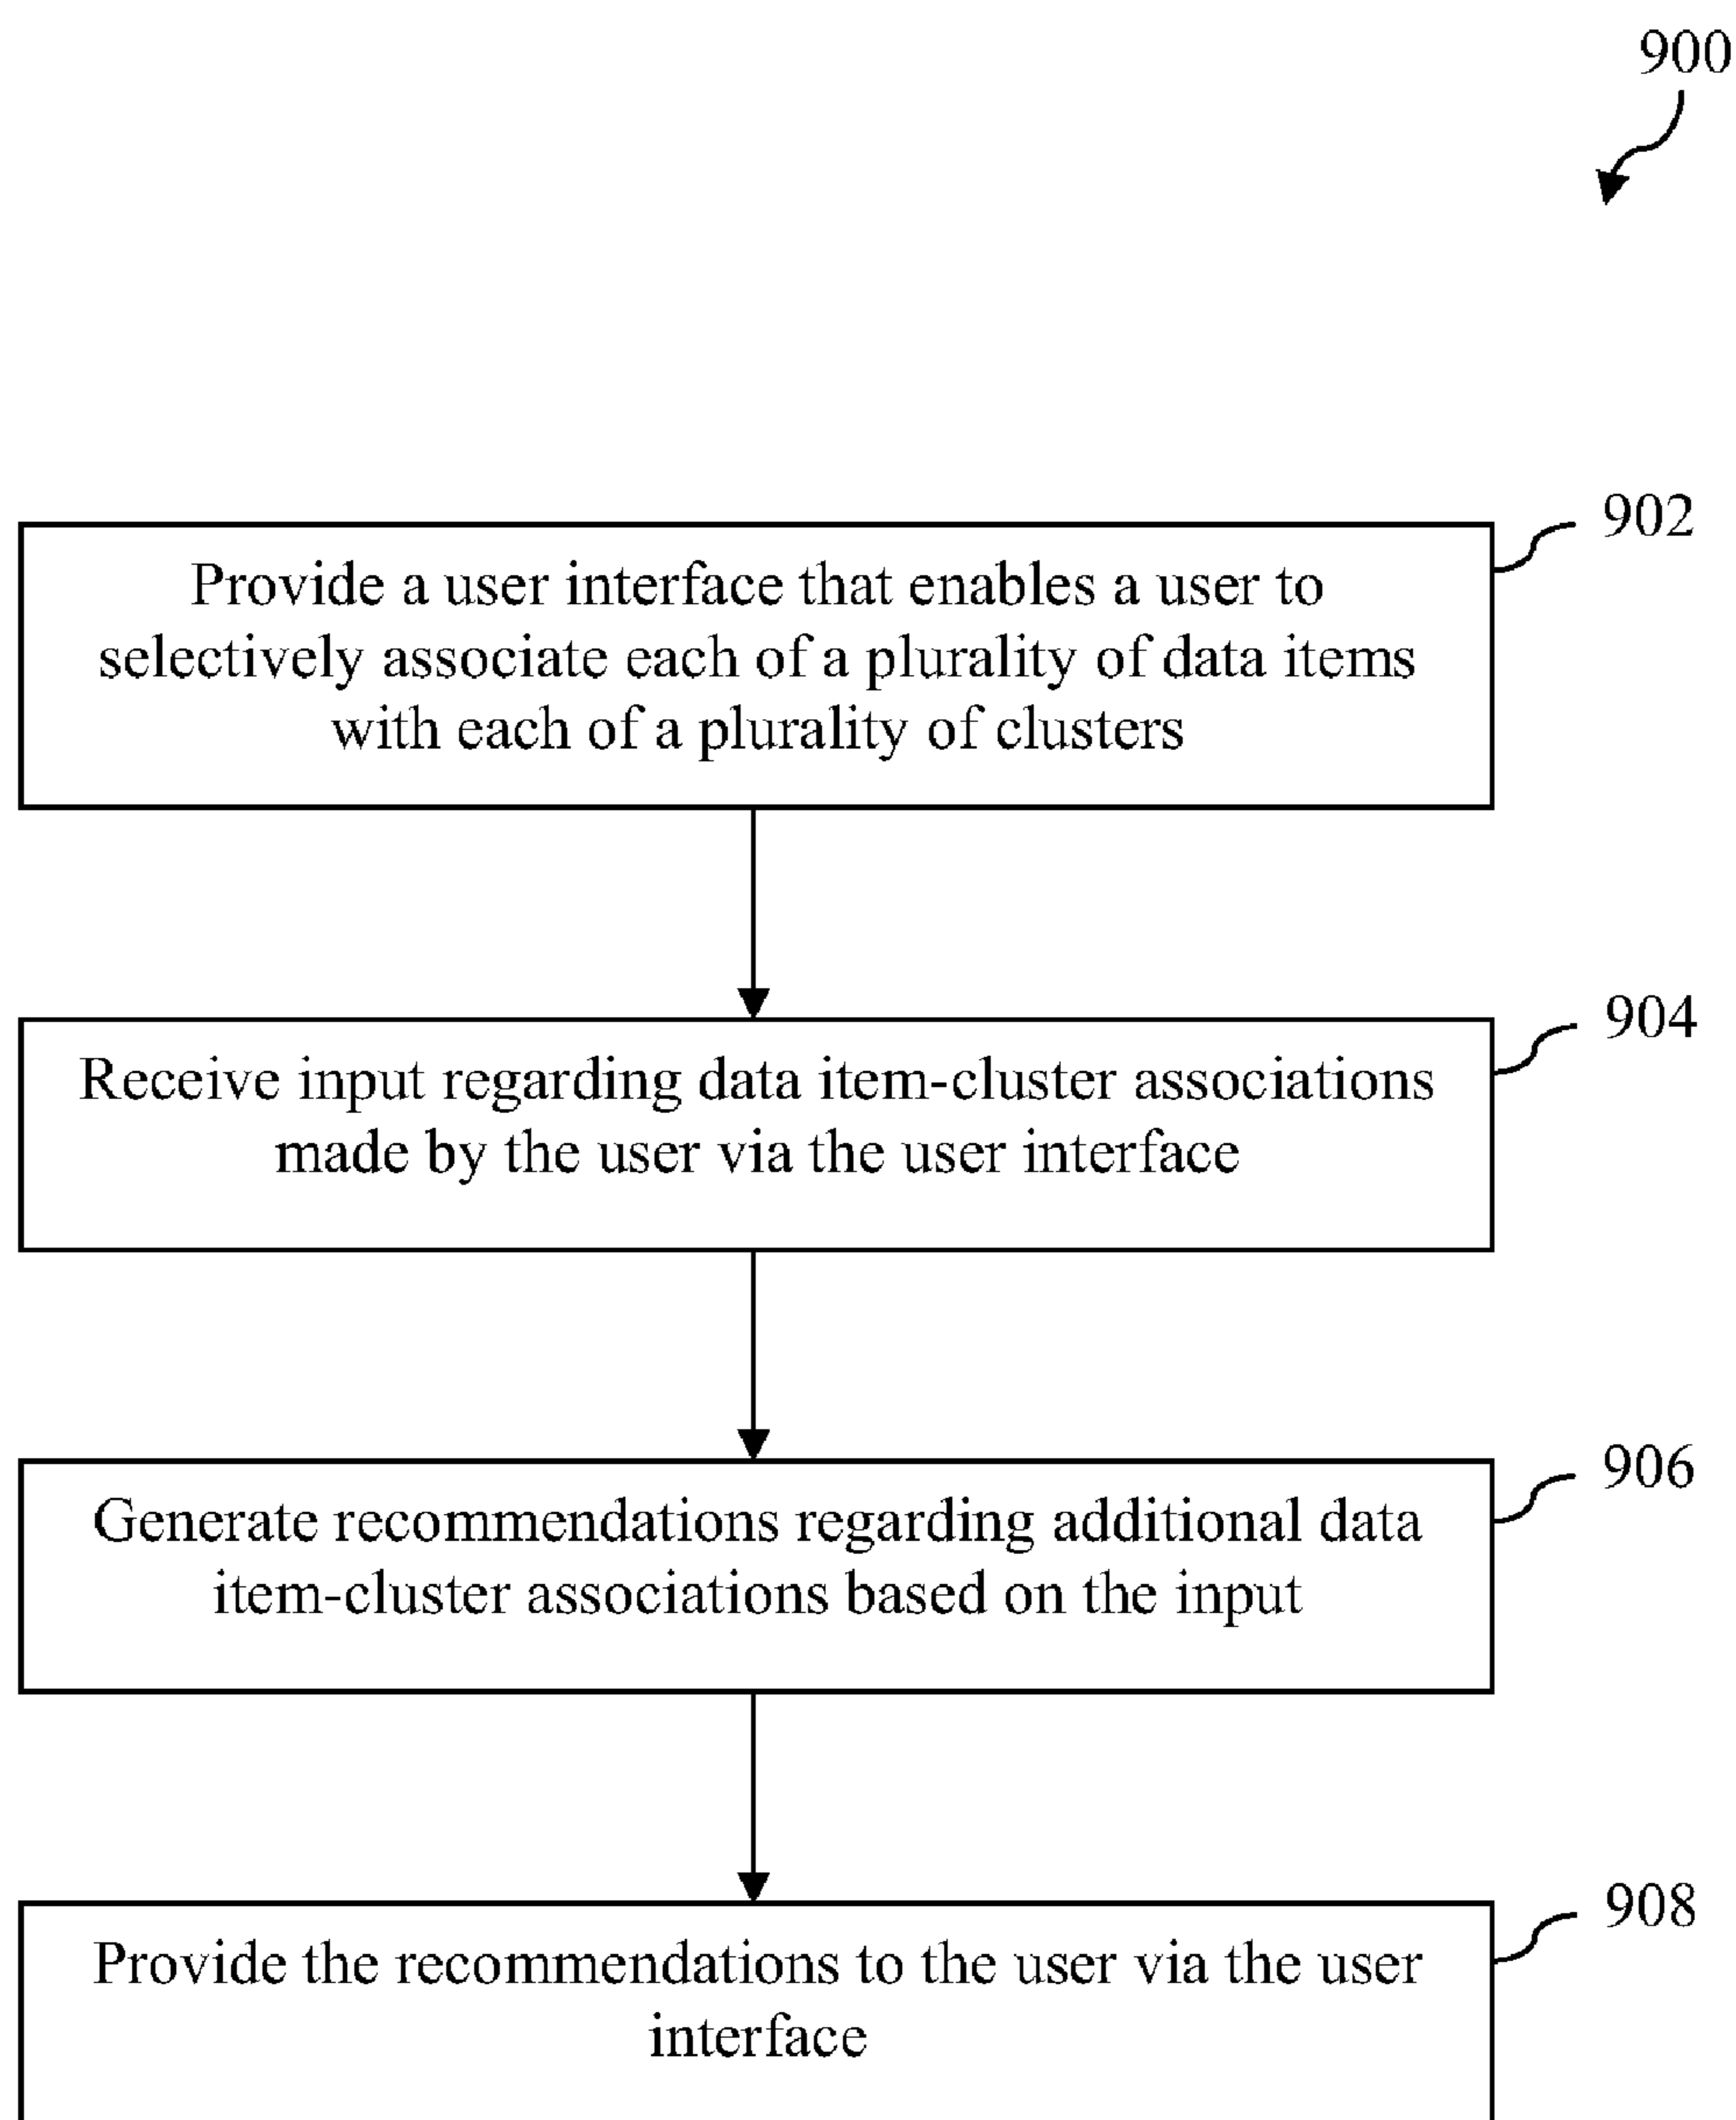 900
902
Provide a user interface that enables a user to
selectively associate each of a plurality of data items
with each of a plurality of clusters
904
Receive input regarding data item-cluster associations
made by the user via the user interface
906
Generate recommendations regarding additional data
item-cluster associations based on the input
908
Provide the recommendations to the user via the user
interface